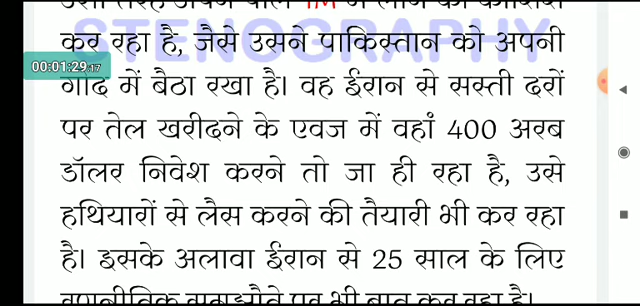 कर रहा है, जैसे उसने पाकिस्तान को अपनी
STENOGRAPHY
00:01:29.17
गोद में बैठा रखा है। वह ईरान से सस्ती दरों
पर तेल खरीदने के एवज में वहां 400 अरब
डॉलर निवेश करने तो जा ही रहा है, उसे
हथियारों से लैस करने की तैयारी भी कर रहा
है। इसके अलावा ईरान से 25 साल के लिए